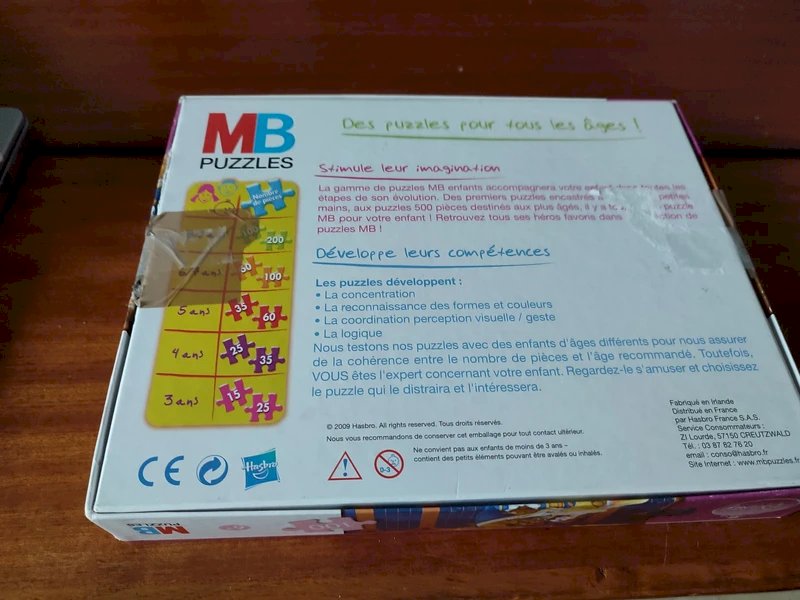 MB
PUZZLES
Des puzzles pour tous les âges !
Stimule leur imagination
La gamme de puzzles MB enfants accompagnera votre les
étapes de son évolution. Des premiers puzzles encastrés petites
mains, aux puzzles 500 pièces destinés aux plus âgés, il y a puzzle
MB pour votre enfant ! Retrouvez tous ses héros favoris dans de
puzzles MB !
Développe leurs compétences
Les puzzles développent :
• La concentration
• La reconnaissance des formes et couleurs
• La coordination perception visuelle / geste
• La logique
Nous testons nos puzzles avec des enfants d'âges différents pour nous assurer
de la cohérence entre le nombre de pièces et l'âge recommandé. Toutefois,
VOUS êtes l'expert concernant votre enfant. Regardez-le s'amuser et choisissez
le puzzle qui le distraira et l'intéressera.
Nombre
de pièces
100 200
ans 100
5 ans 35 60
4 ans 25 35
3 ans 15 25
© 2009 Hasbro. All rights reserved. Tous droits réservés.
Nous vous recommandons de conserver cet emballage pour tout contact ultérieur.
Ne convient pas aux enfants de moins de 3 ans –
contient des petits éléments pouvant être avalés ou inhalés.
CE
Hasbro
0-3
Fabriqué en Irlande
Distribué en France
par Hasbro France S.A.S.
Service Consommateurs :
ZI Lourde, 57150 CREUTZWALD
Tél. : 03 87 82 76 20
email : conso@hasbro.fr
Site Internet : www.mbpuzzles.fr
MB
PUZZLES